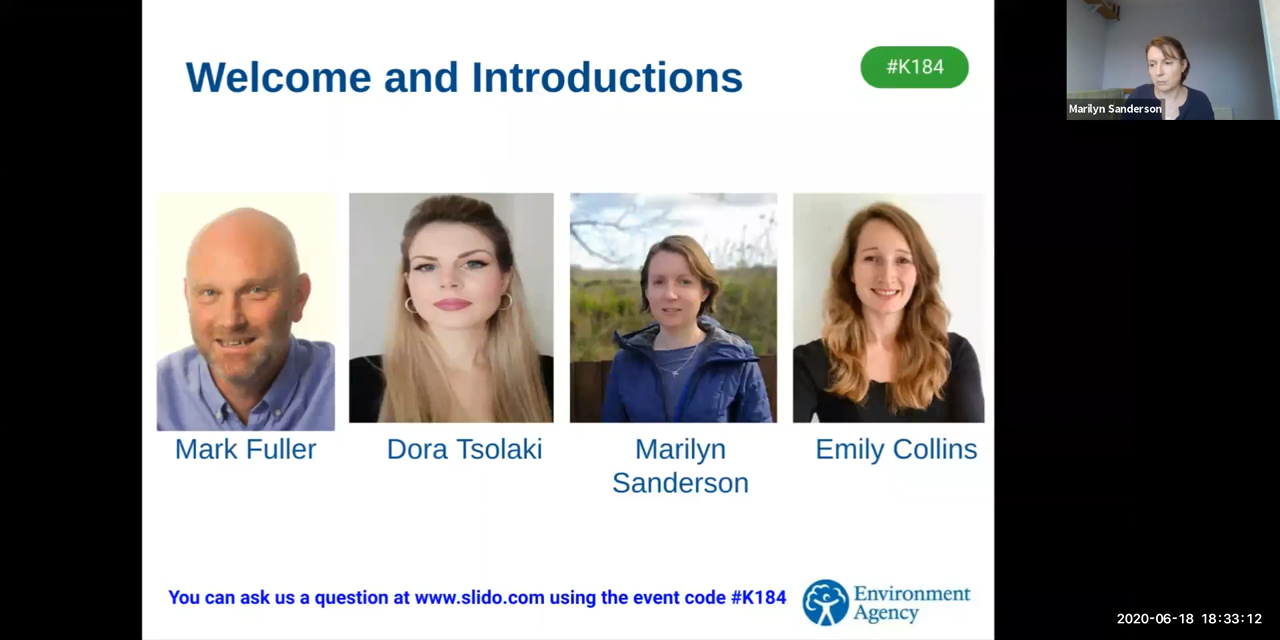 Welcome and Introductions
#K184
Marilyn Sanderson
Mark Fuller
Dora Tsolaki
Marilyn
Sanderson
Emily Collins
You can ask us a question at www.slido.com using the event code #K184
Environment
Agency
2020-06-18 18:33:12